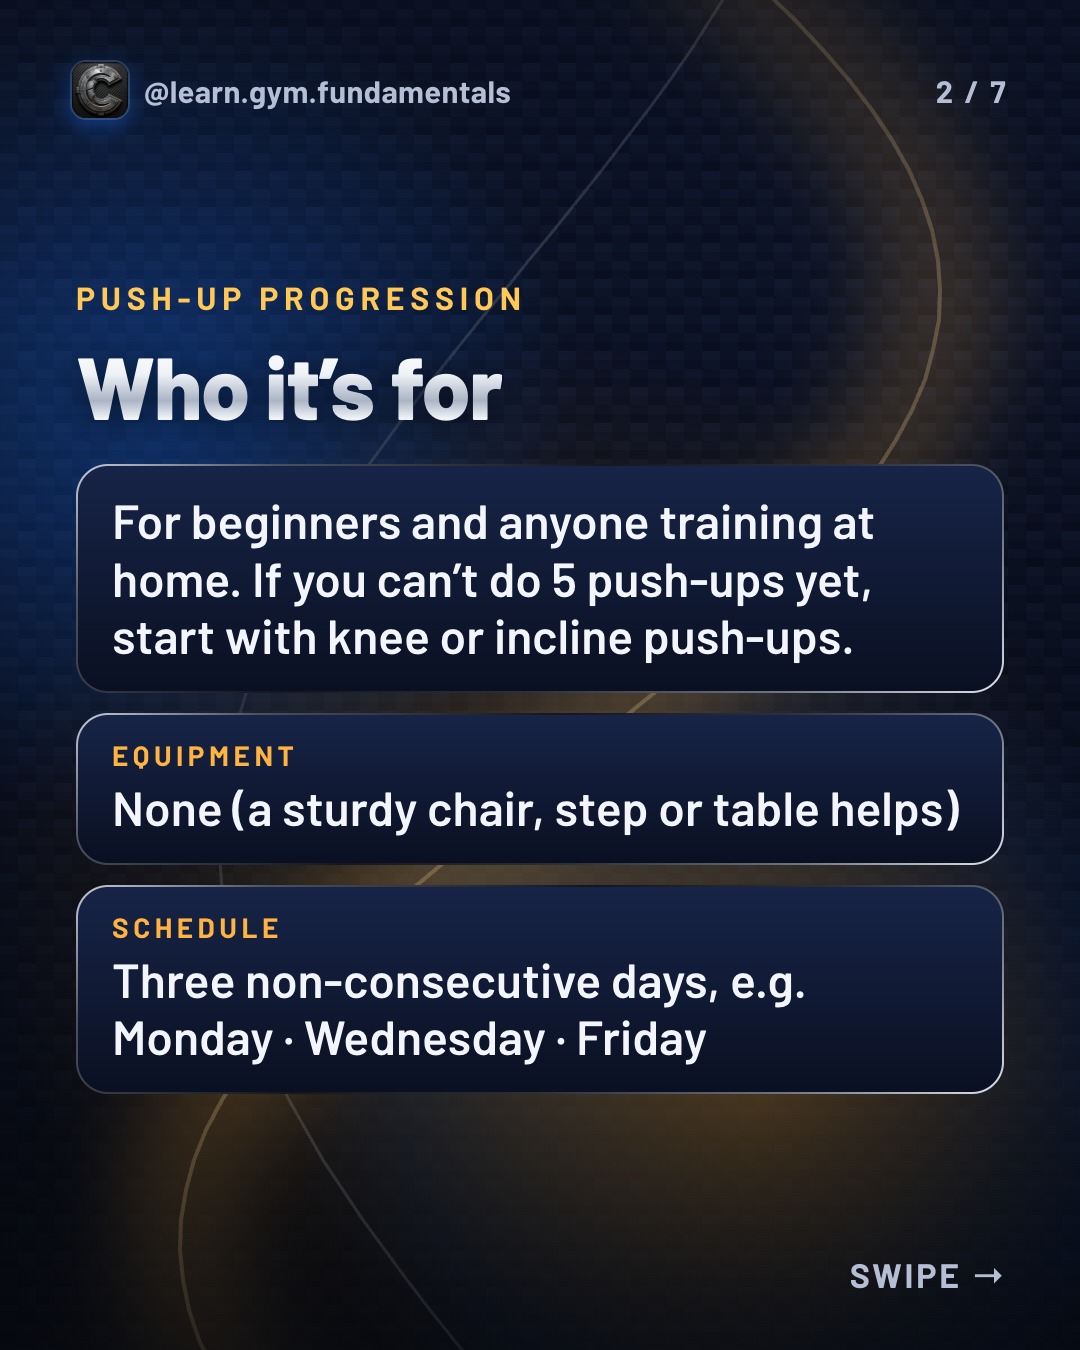 @learn.gym.fundamentals
2 / 7
PUSH-UP PROGRESSION
Who it’s for
For beginners and anyone training at
home. If you can’t do 5 push-ups yet,
start with knee or incline push-ups.
EQUIPMENT
None (a sturdy chair, step or table helps)
SCHEDULE
Three non-consecutive days, e.g.
Monday · Wednesday · Friday
SWIPE →